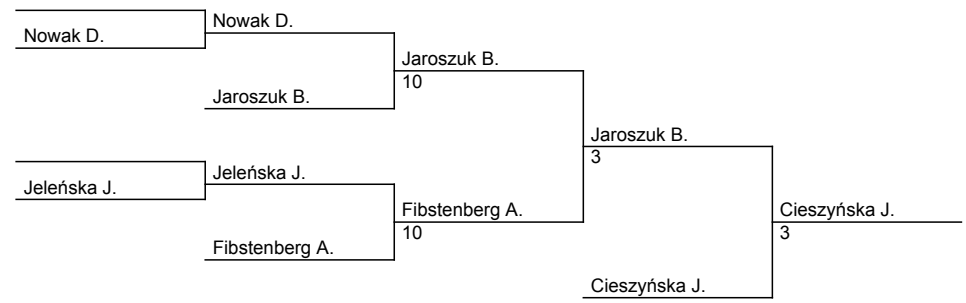 Nowak D.
Nowak D.
Jaroszuk B.
10
Jaroszuk B.
Jaroszuk B.
3
Jeleńska J.
Jeleńska J.
Fibstenberg A.
10
Cieszyńska J.
3
Fibstenberg A.
Cieszyńska J.